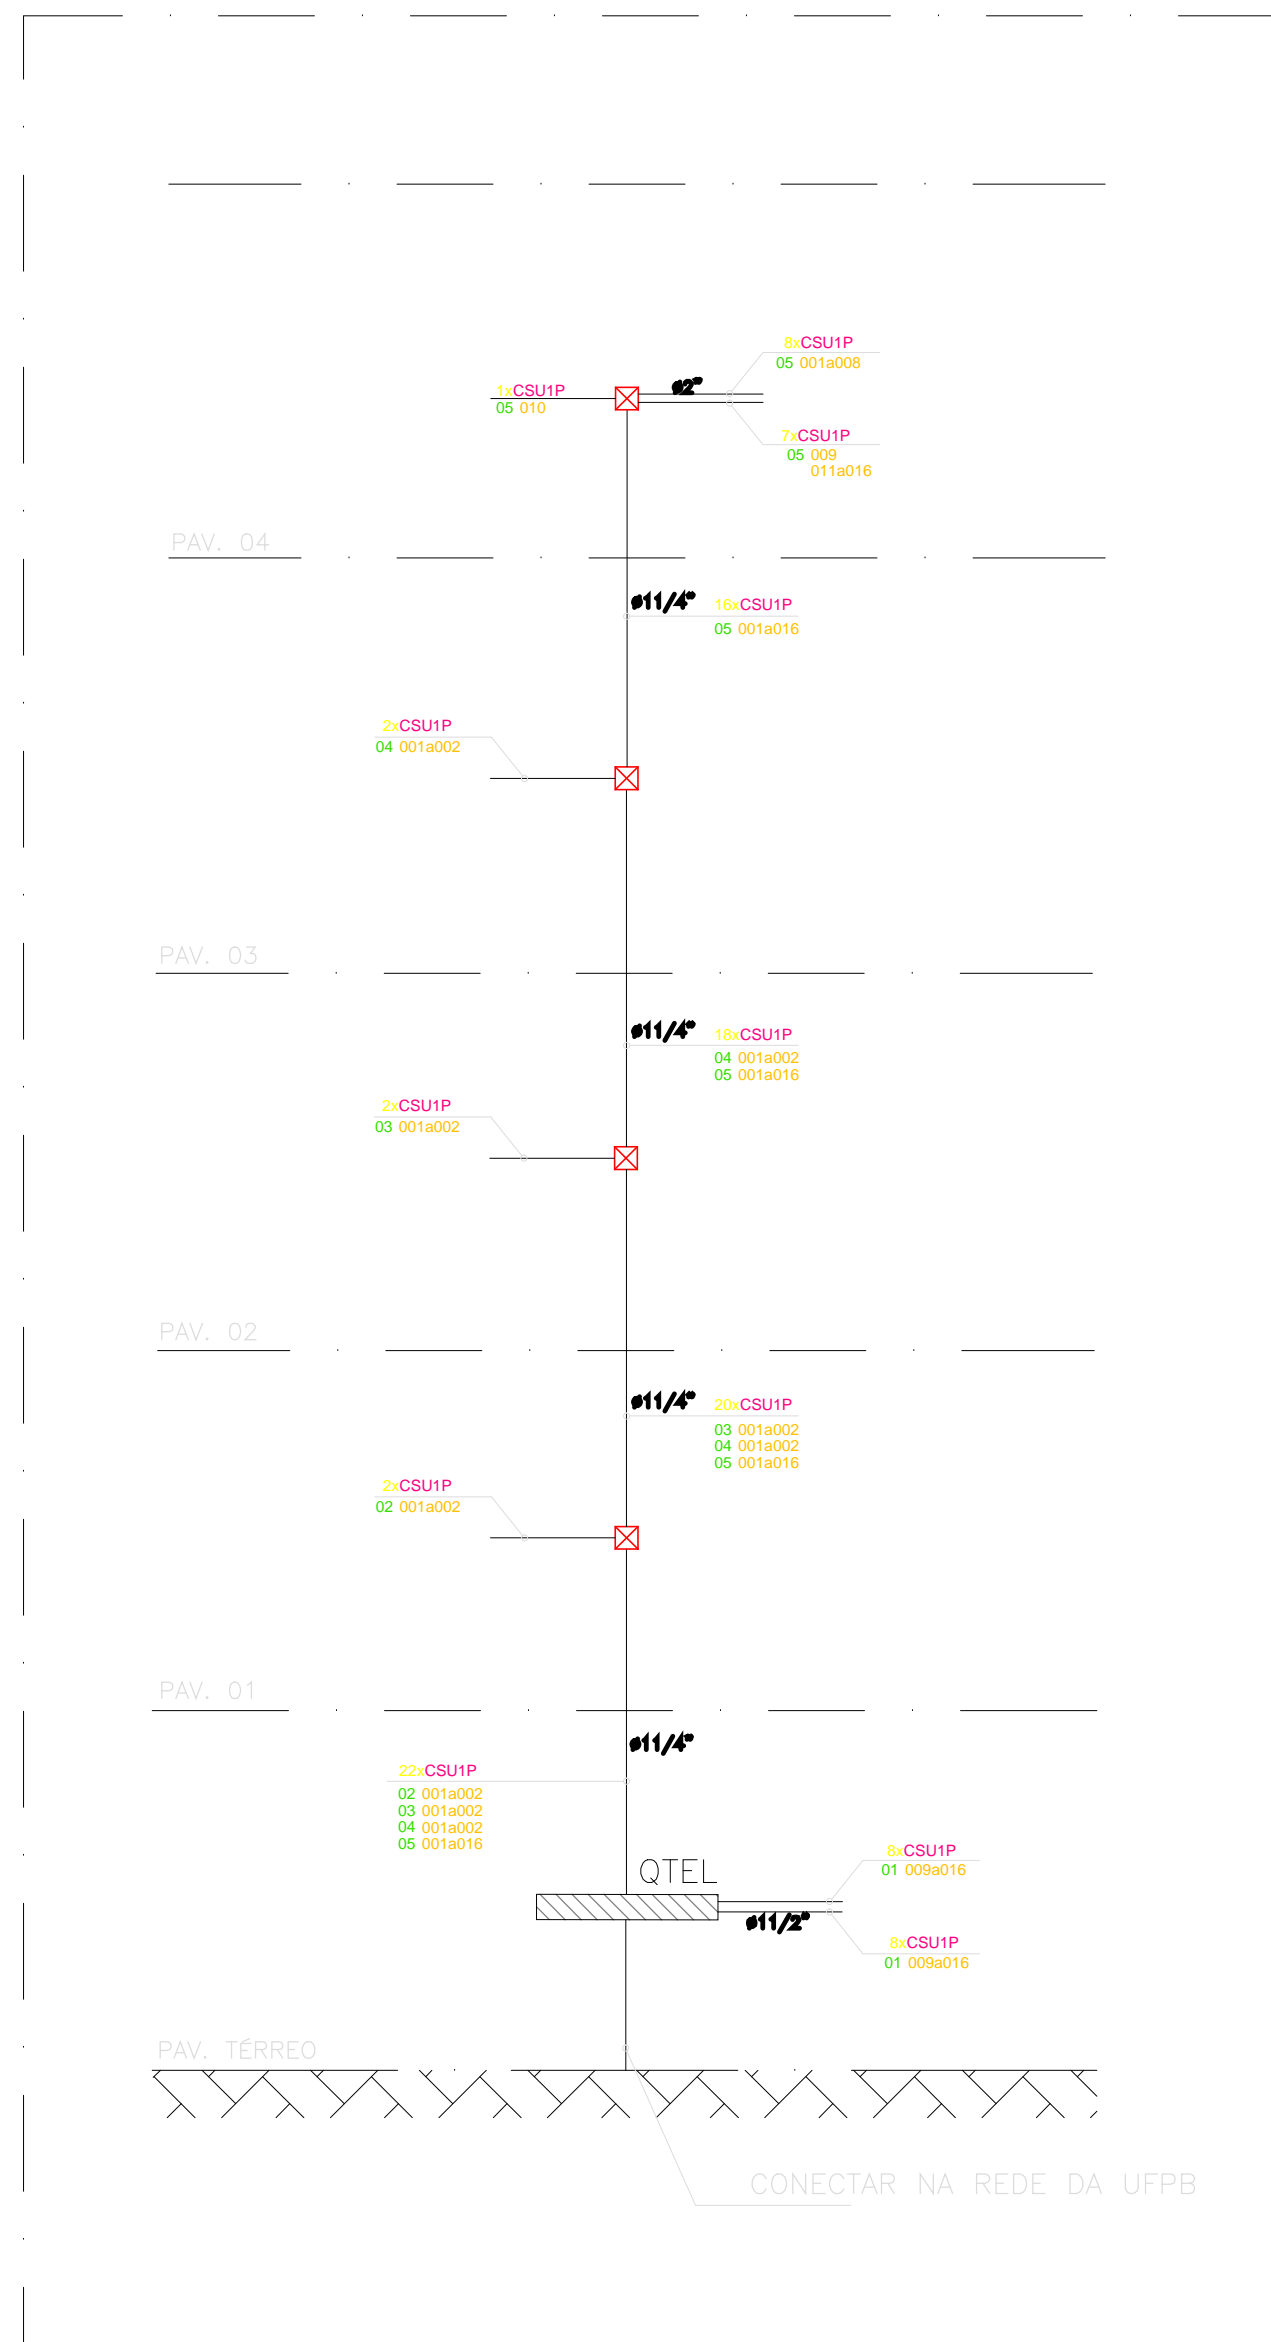 8xCSU1P
05 001a008
ø2"
1xCSU1P
05 010
7xCSU1P
05 009
011a016
PAV. 04
ø11/4"
16xCSU1P
05 001a016
2xCSU1P
04 001a002
PAV. 03
ø11/4"
18xCSU1P
04 001a002
05 001a016
2xCSU1P
03 001a002
PAV. 02
ø11/4"
20xCSU1P
03 001a002
04 001a002
05 001a016
2xCSU1P
02 001a002
PAV. 01
ø11/4"
22xCSU1P
02 001a002
03 001a002
04 001a002
05 001a016
QTEL
8xCSU1P
01 009a016
ø11/2"
8xCSU1P
01 009a016
PAV. TÉRREO
CONECTAR NA REDE DA UFPB